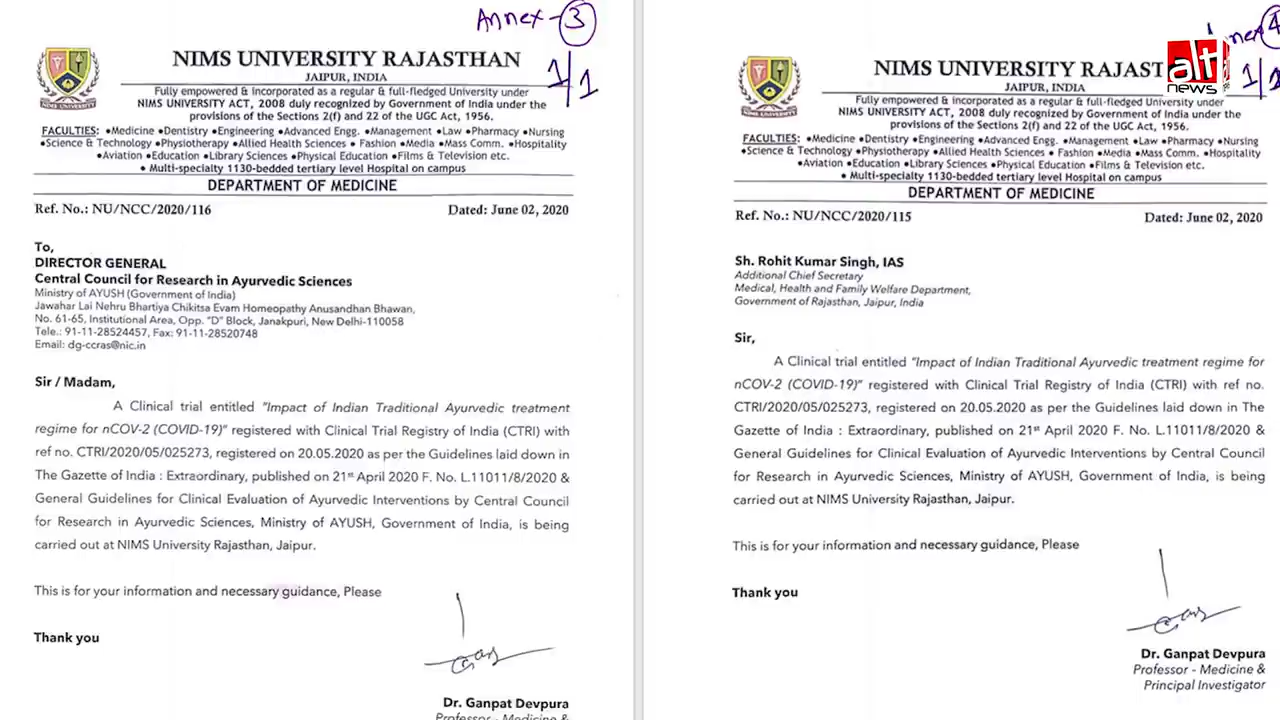 Annex-3
1/1
NIMS UNIVERSITY RAJASTHAN
JAIPUR, INDIA
Fully empowered & incorporated as a regular & full-fledged University under
NIMS UNIVERSITY ACT, 2008 duly recognized by Government of India under the
provisions of the Sections 2(f) and 22 of the UGC Act, 1956.
FACULTIES: •Medicine •Dentistry •Engineering •Advanced Engg. •Management •Law •Pharmacy •Nursing
•Science & Technology •Physiotherapy •Allied Health Sciences • Fashion •Media •Mass Comm. •Hospitality
•Aviation •Education •Library Sciences •Physical Education •Films & Television etc.
• Multi-specialty 1130-bedded tertiary level Hospital on campus
DEPARTMENT OF MEDICINE
Ref. No.: NU/NCC/2020/116 Dated: June 02, 2020
To,
DIRECTOR GENERAL
Central Council for Research in Ayurvedic Sciences
Ministry of AYUSH (Government of India)
Jawahar Lal Nehru Bhartiya Chikitsa Evam Homeopathy Anusandhan Bhawan,
No. 61-65, Institutional Area, Opp. "D" Block, Janakpuri, New Delhi-110058
Tele.: 91-11-28524457, Fax: 91-11-28520748
Email: dg-ccras@nic.in
Sir / Madam,
A Clinical trial entitled "Impact of Indian Traditional Ayurvedic treatment
regime for nCOV-2 (COVID-19)" registered with Clinical Trial Registry of India (CTRI) with
ref no. CTRI/2020/05/025273, registered on 20.05.2020 as per the Guidelines laid down in
The Gazette of India : Extraordinary, published on 21st April 2020 F. No. L.11011/8/2020 &
General Guidelines for Clinical Evaluation of Ayurvedic Interventions by Central Council
for Research in Ayurvedic Sciences, Ministry of AYUSH, Government of India, is being
carried out at NIMS University Rajasthan, Jaipur.
This is for your information and necessary guidance, Please
Thank you
Dr. Ganpat Devpura
Professor - Medicine &
alt
news
1/1
NIMS UNIVERSITY RAJAST
JAIPUR, INDIA
Fully empowered & incorporated as a regular & full-fledged University under
NIMS UNIVERSITY ACT, 2008 duly recognized by Government of India under the
provisions of the Sections 2(f) and 22 of the UGC Act, 1956.
FACULTIES: •Medicine •Dentistry •Engineering •Advanced Engg. •Management •Law •Pharmacy •Nursing
•Science & Technology •Physiotherapy •Allied Health Sciences • Fashion •Media •Mass Comm. •Hospitality
•Aviation •Education •Library Sciences •Physical Education •Films & Television etc.
• Multi-specialty 1130-bedded tertiary level Hospital on campus
DEPARTMENT OF MEDICINE
Ref. No.: NU/NCC/2020/115 Dated: June 02, 2020
Sh. Rohit Kumar Singh, IAS
Additional Chief Secretary
Medical, Health and Family Welfare Department,
Government of Rajasthan, Jaipur, India
Sir,
A Clinical trial entitled "Impact of Indian Traditional Ayurvedic treatment regime for
nCOV-2 (COVID-19)" registered with Clinical Trial Registry of India (CTRI) with ref no.
CTRI/2020/05/025273, registered on 20.05.2020 as per the Guidelines laid down in The
Gazette of India : Extraordinary, published on 21st April 2020 F. No. L.11011/8/2020 &
General Guidelines for Clinical Evaluation of Ayurvedic Interventions by Central Council
for Research in Ayurvedic Sciences, Ministry of AYUSH, Government of India, is being
carried out at NIMS University Rajasthan, Jaipur.
This is for your information and necessary guidance, Please
Thank you
Dr. Ganpat Devpura
Professor - Medicine &
Principal Investigator